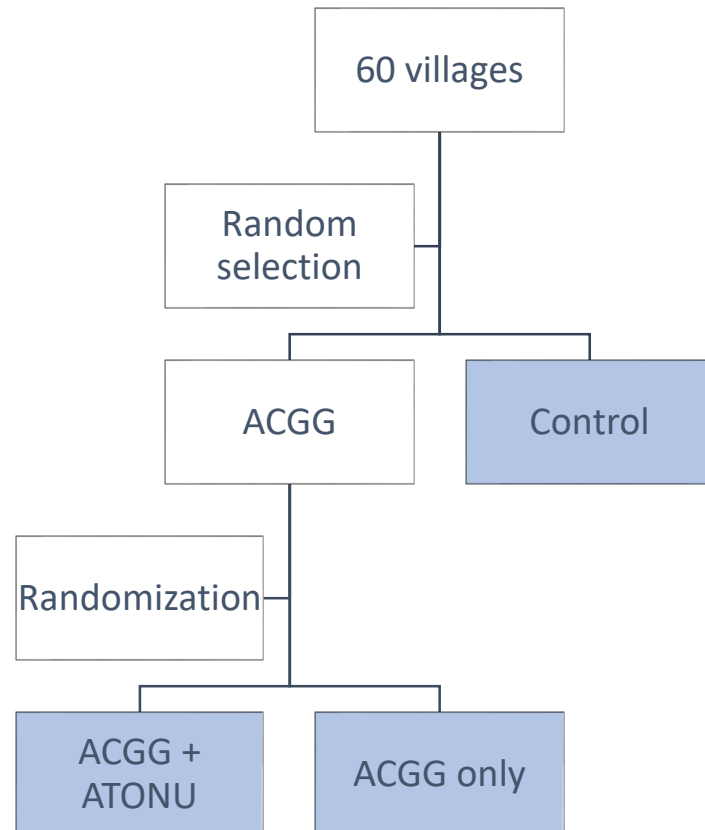 60 villages
Random
selection
ACGG
Control
Randomization
ACGG +
ATONU
ACGG only